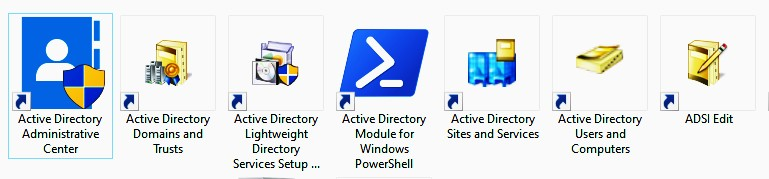 Active Directory
Administrative
Center
Active Directory
Domains and
Trusts
Active Directory
Lightweight
Directory
Services Setup ...
Active Directory
Module for
Windows
PowerShell
Active Directory
Sites and Services
Active Directory
Users and
Computers
ADSI Edit